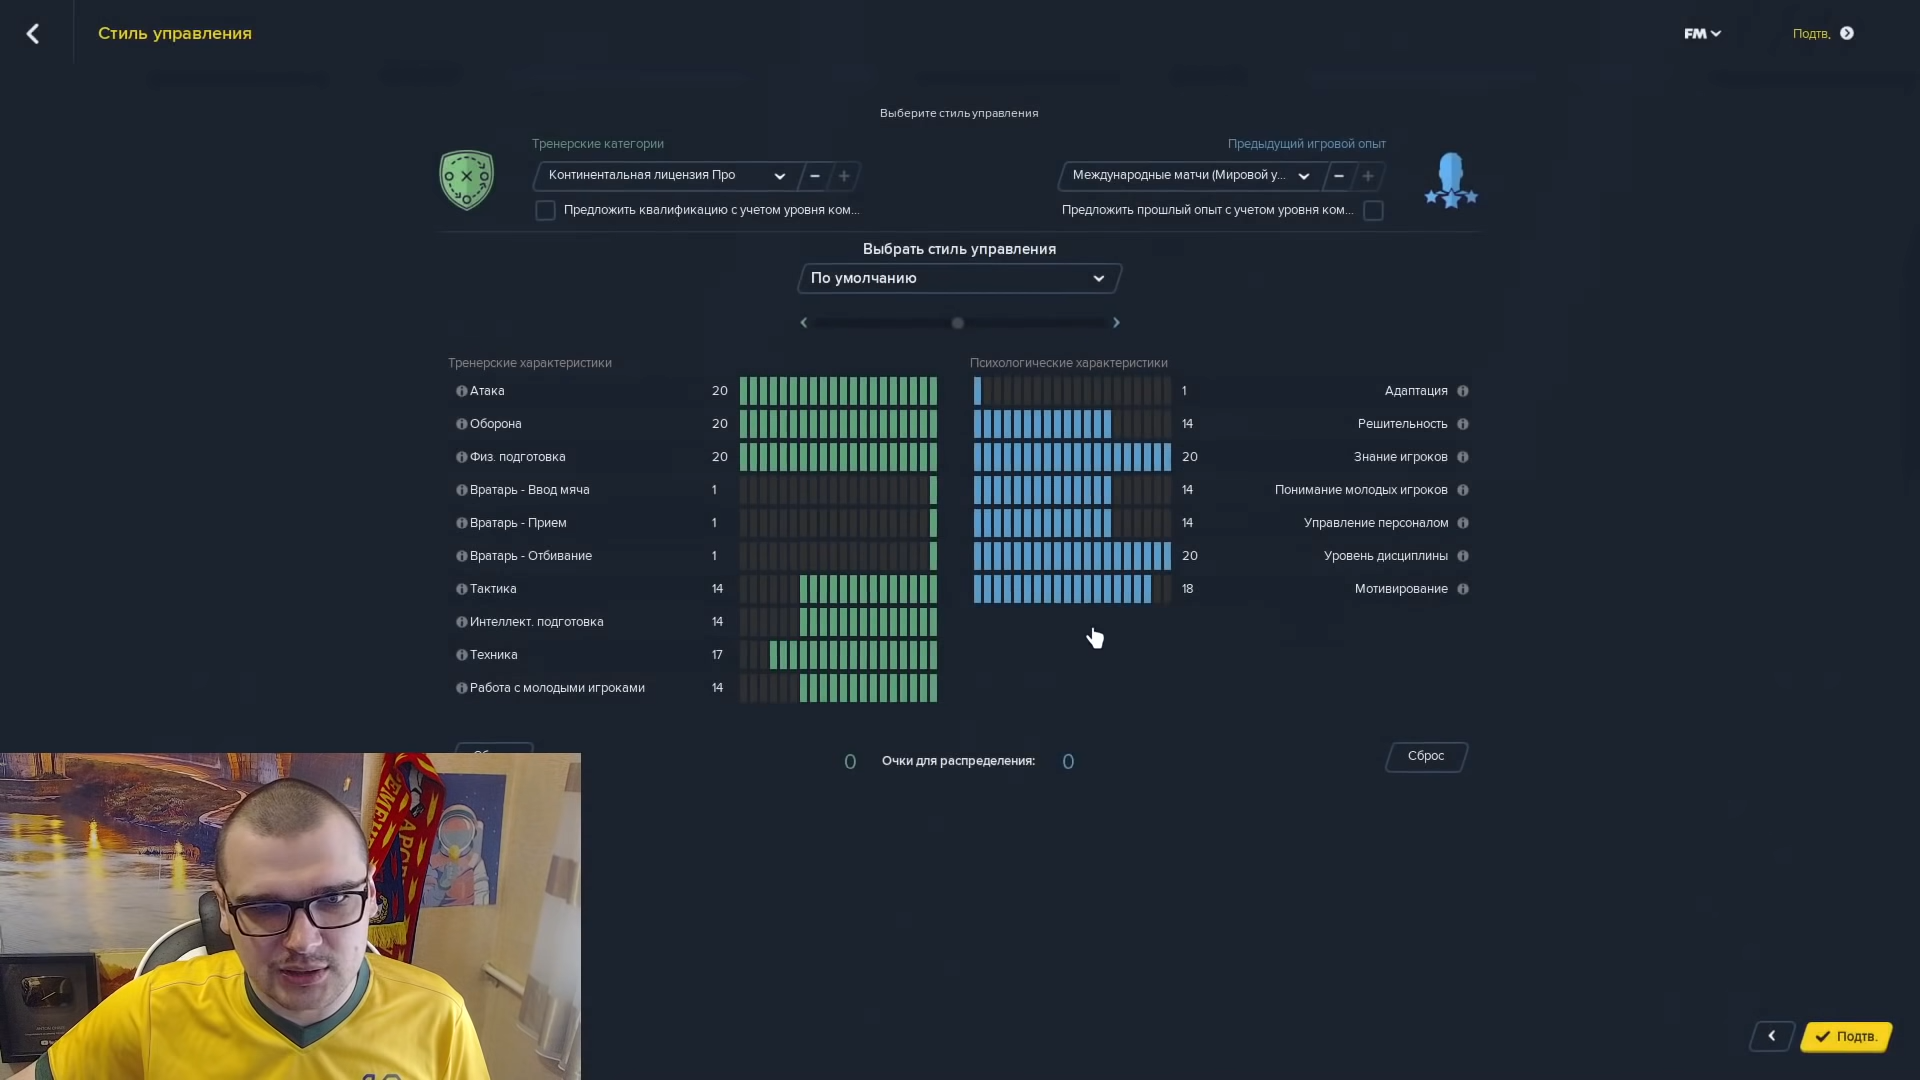 Стиль управления
FM
Подтв.
Выберите стиль управления
Тренерские категории
Предыдущий игровой опыт
Континентальная лицензия Про
Международные матчи (Мировой у...
Предложить квалификацию с учетом уровня ком...
Предложить прошлый опыт с учетом уровня ком...
Выбрать стиль управления
По умолчанию
Тренерские характеристики
Психологические характеристики
Атака 20
1 Адаптация
Оборона 20
14 Решительность
Физ. подготовка 20
20 Знание игроков
Вратарь - Ввод мяча 1
14 Понимание молодых игроков
Вратарь - Прием 1
14 Управление персоналом
Вратарь - Отбивание 1
20 Уровень дисциплины
Тактика 14
18 Мотивирование
Интеллект. подготовка 14
Техника 17
Работа с молодыми игроками 14
0 Очки для распределения: 0
Сброс
Подтв.